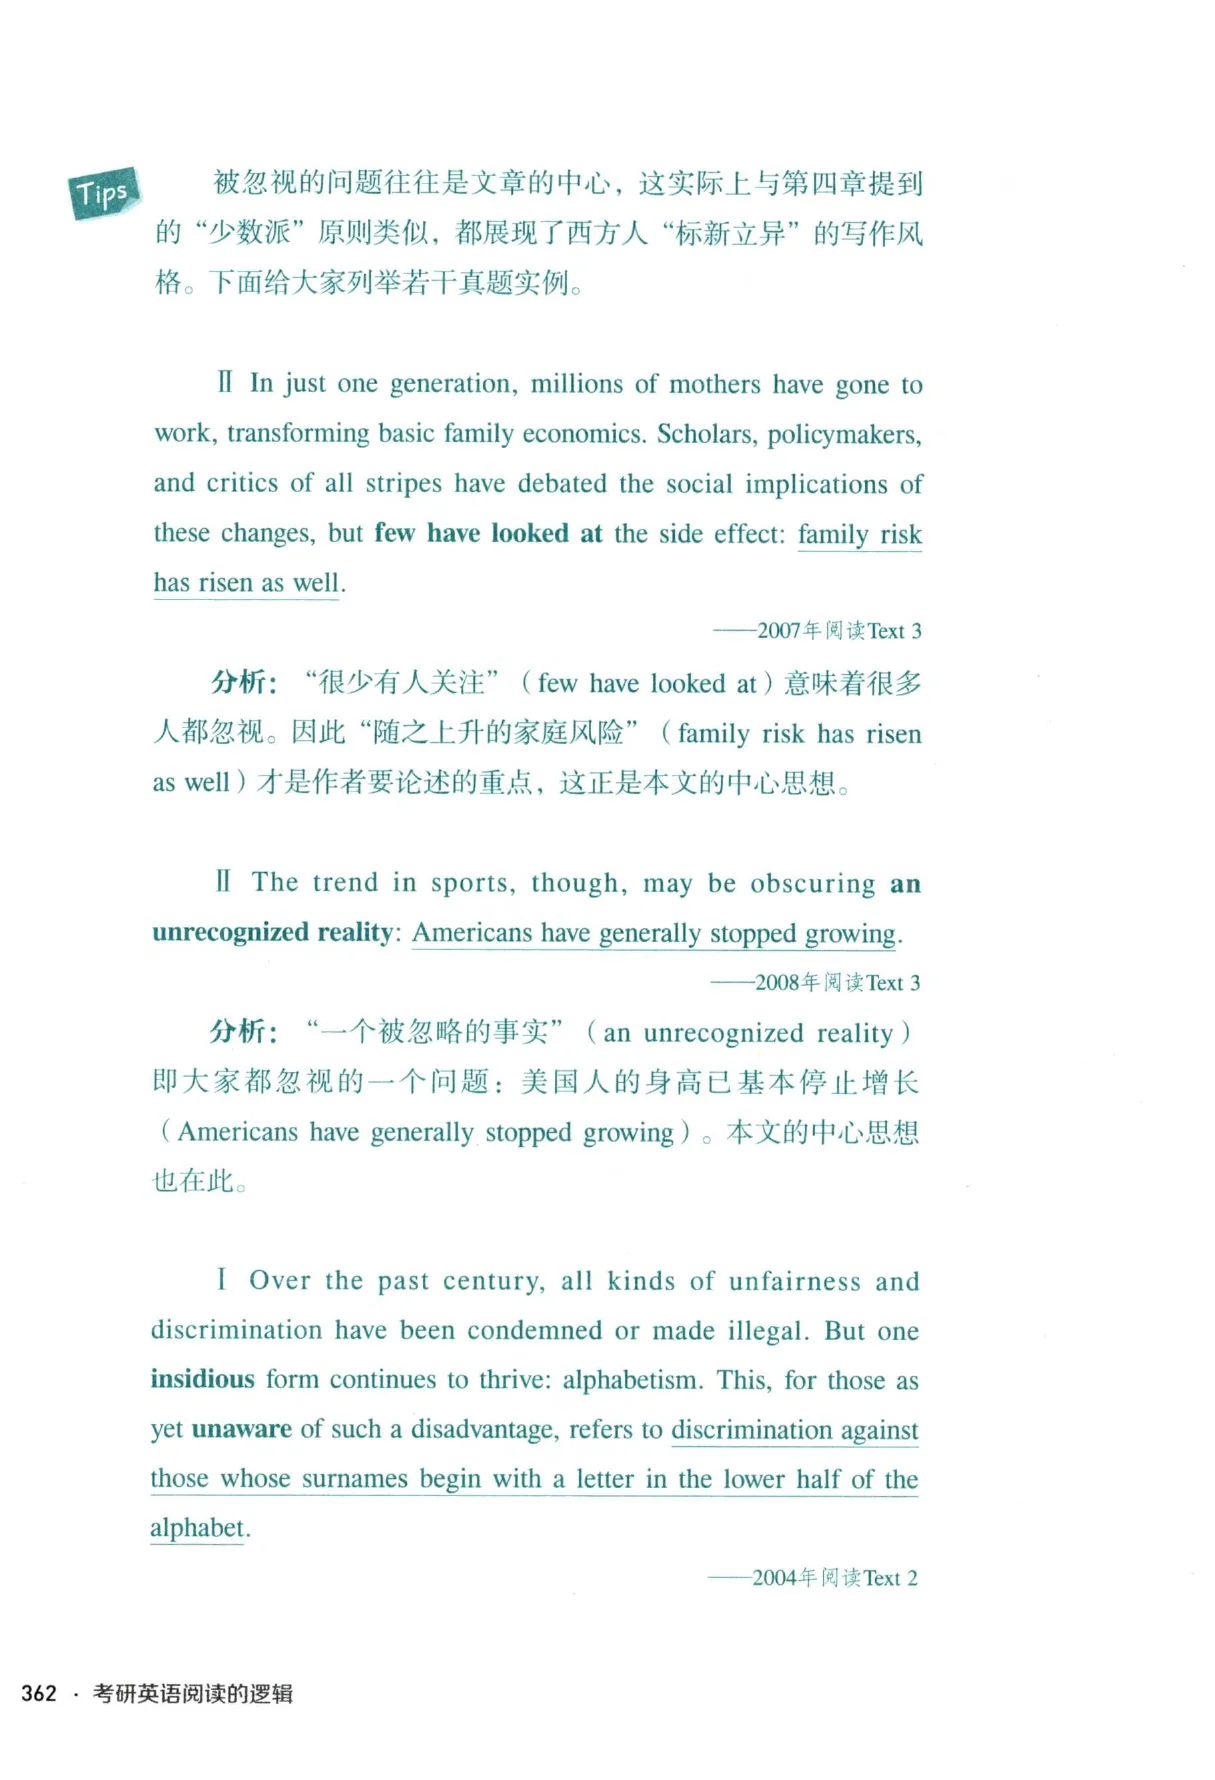 Tips
被忽视的问题往往是文章的中心，这实际上与第四章提到
的“少数派”原则类似，都展现了西方人“标新立异”的写作风
格。下面给大家列举若干真题实例。
Ⅱ In just one generation, millions of mothers have gone to
work, transforming basic family economics. Scholars, policymakers,
and critics of all stripes have debated the social implications of
these changes, but few have looked at the side effect: family risk
has risen as well.
——2007年阅读Text 3
分析：“很少有人关注”（few have looked at）意味着很多
人都忽视。因此“随之上升的家庭风险”（family risk has risen
as well）才是作者要论述的重点，这正是本文的中心思想。
Ⅱ The trend in sports, though, may be obscuring an
unrecognized reality: Americans have generally stopped growing.
——2008年阅读Text 3
分析：“一个被忽略的事实”（an unrecognized reality）
即大家都忽视的一个问题：美国人的身高已基本停止增长
（Americans have generally stopped growing）。本文的中心思想
也在此。
Ⅰ Over the past century, all kinds of unfairness and
discrimination have been condemned or made illegal. But one
insidious form continues to thrive: alphabetism. This, for those as
yet unaware of such a disadvantage, refers to discrimination against
those whose surnames begin with a letter in the lower half of the
alphabet.
——2004年阅读Text 2
362 · 考研英语阅读的逻辑